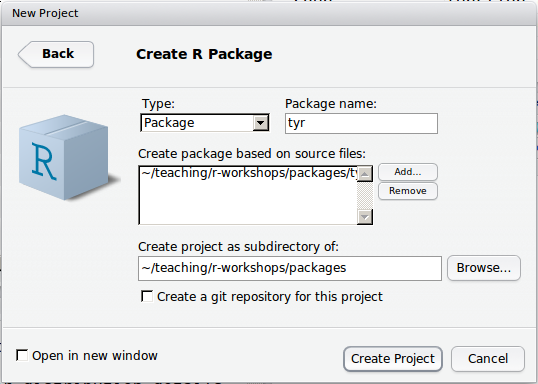 New Project
Back
Create R Package
R
Type:
Package name:
Package
tyr
Create package based on source files:
~/teaching/r-workshops/packages/
Add...
Remove
Create project as subdirectory of:
~/teaching/r-workshops/packages
Browse...
Create a git repository for this project
Open in new window
Create Project
Cancel